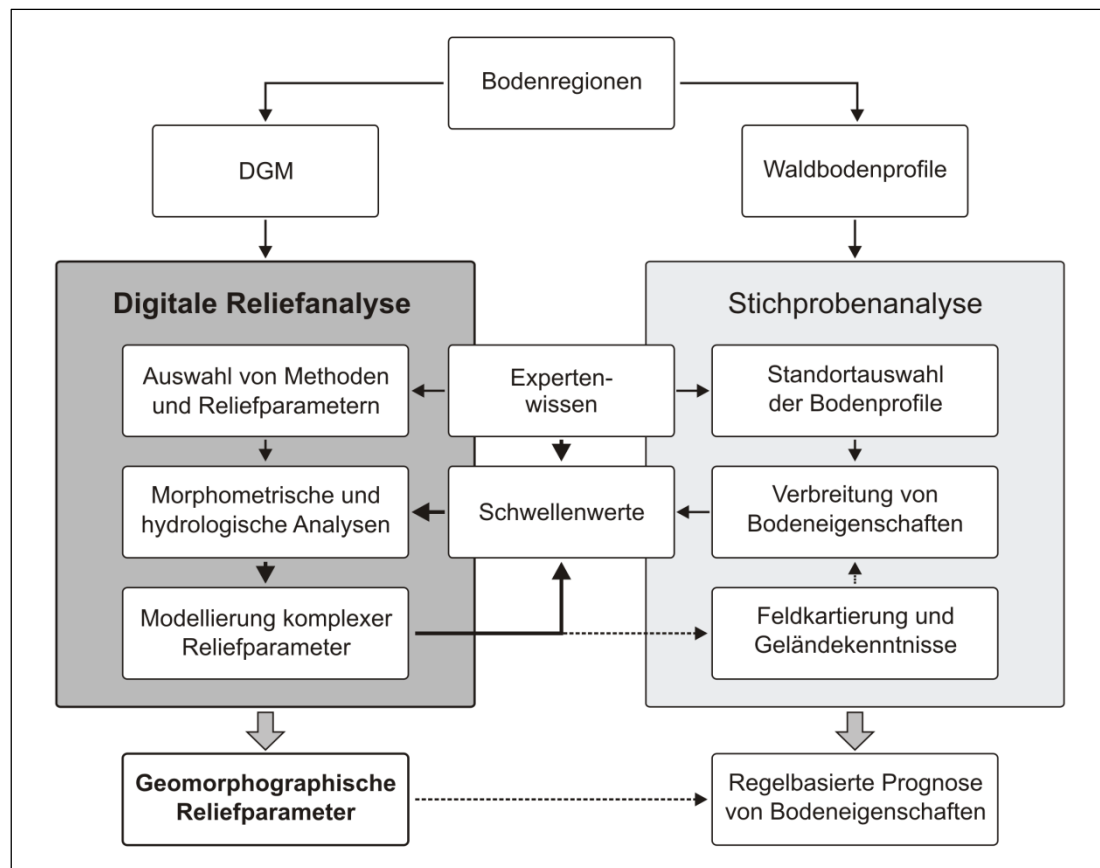 Bodenregionen
DGM
Waldbodenprofile
Digitale Reliefanalyse
Auswahl von Methoden
und Reliefparametern
Morphometrische und
hydrologische Analysen
Modellierung komplexer
Reliefparameter
Experten-
wissen
Schwellenwerte
Stichprobenanalyse
Standortauswahl
der Bodenprofile
Verbreitung von
Bodeneigenschaften
Feldkartierung und
Geländekenntnisse
Geomorphographische
Reliefparameter
Regelbasierte Prognose
von Bodeneigenschaften